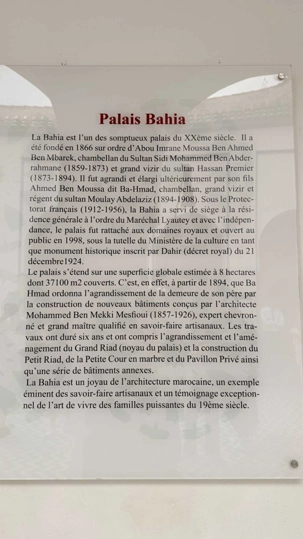 Palais Bahia
La Bahia est l'un des somptueux palais du XXème siècle. Il a
été fondé en 1866 sur ordre d'Abou Imrane Moussa Ben Ahmed
Ben Mbarek, chambellan du Sultan Sidi Mohammed Ben Abder-
rahmane (1859-1873) et grand vizir du sultan Hassan Premier
(1873-1894). Il fut agrandi et élargi ultérieurement par son fils
Ahmed Ben Moussa dit Ba-Hmad, chambellan, grand vizir et
régent du sultan Moulay Abdelaziz (1894-1908). Sous le Protec-
torat français (1912-1956), la Bahia a servi de siège à la rési-
dence générale à l'ordre du Maréchal Lyautey et avec l'indépen-
dance, le palais fut rattaché aux domaines royaux et ouvert au
public en 1998, sous la tutelle du Ministère de la culture en tant
que monument historique inscrit par Dahir (décret royal) du 21
décembre1924.
Le palais s'étend sur une superficie globale estimée à 8 hectares
dont 37100 m2 couverts. C'est, en effet, à partir de 1894, que Ba
Hmad ordonna l'agrandissement de la demeure de son père par
la construction de nouveaux bâtiments conçus par l'architecte
Mohammed Ben Mekki Mesfioui (1857-1926), expert chevron-
né et grand maître qualifié en savoir-faire artisanaux. Les tra-
vaux ont duré six ans et ont compris l'agrandissement et l'amé-
nagement du Grand Riad (noyau du palais) et la construction du
Petit Riad, de la Petite Cour en marbre et du Pavillon Privé ainsi
qu'une série de bâtiments annexes.
La Bahia est un joyau de l'architecture marocaine, un exemple
éminent des savoir-faire artisanaux et un témoignage exception-
nel de l'art de vivre des familles puissantes du 19ème siècle.